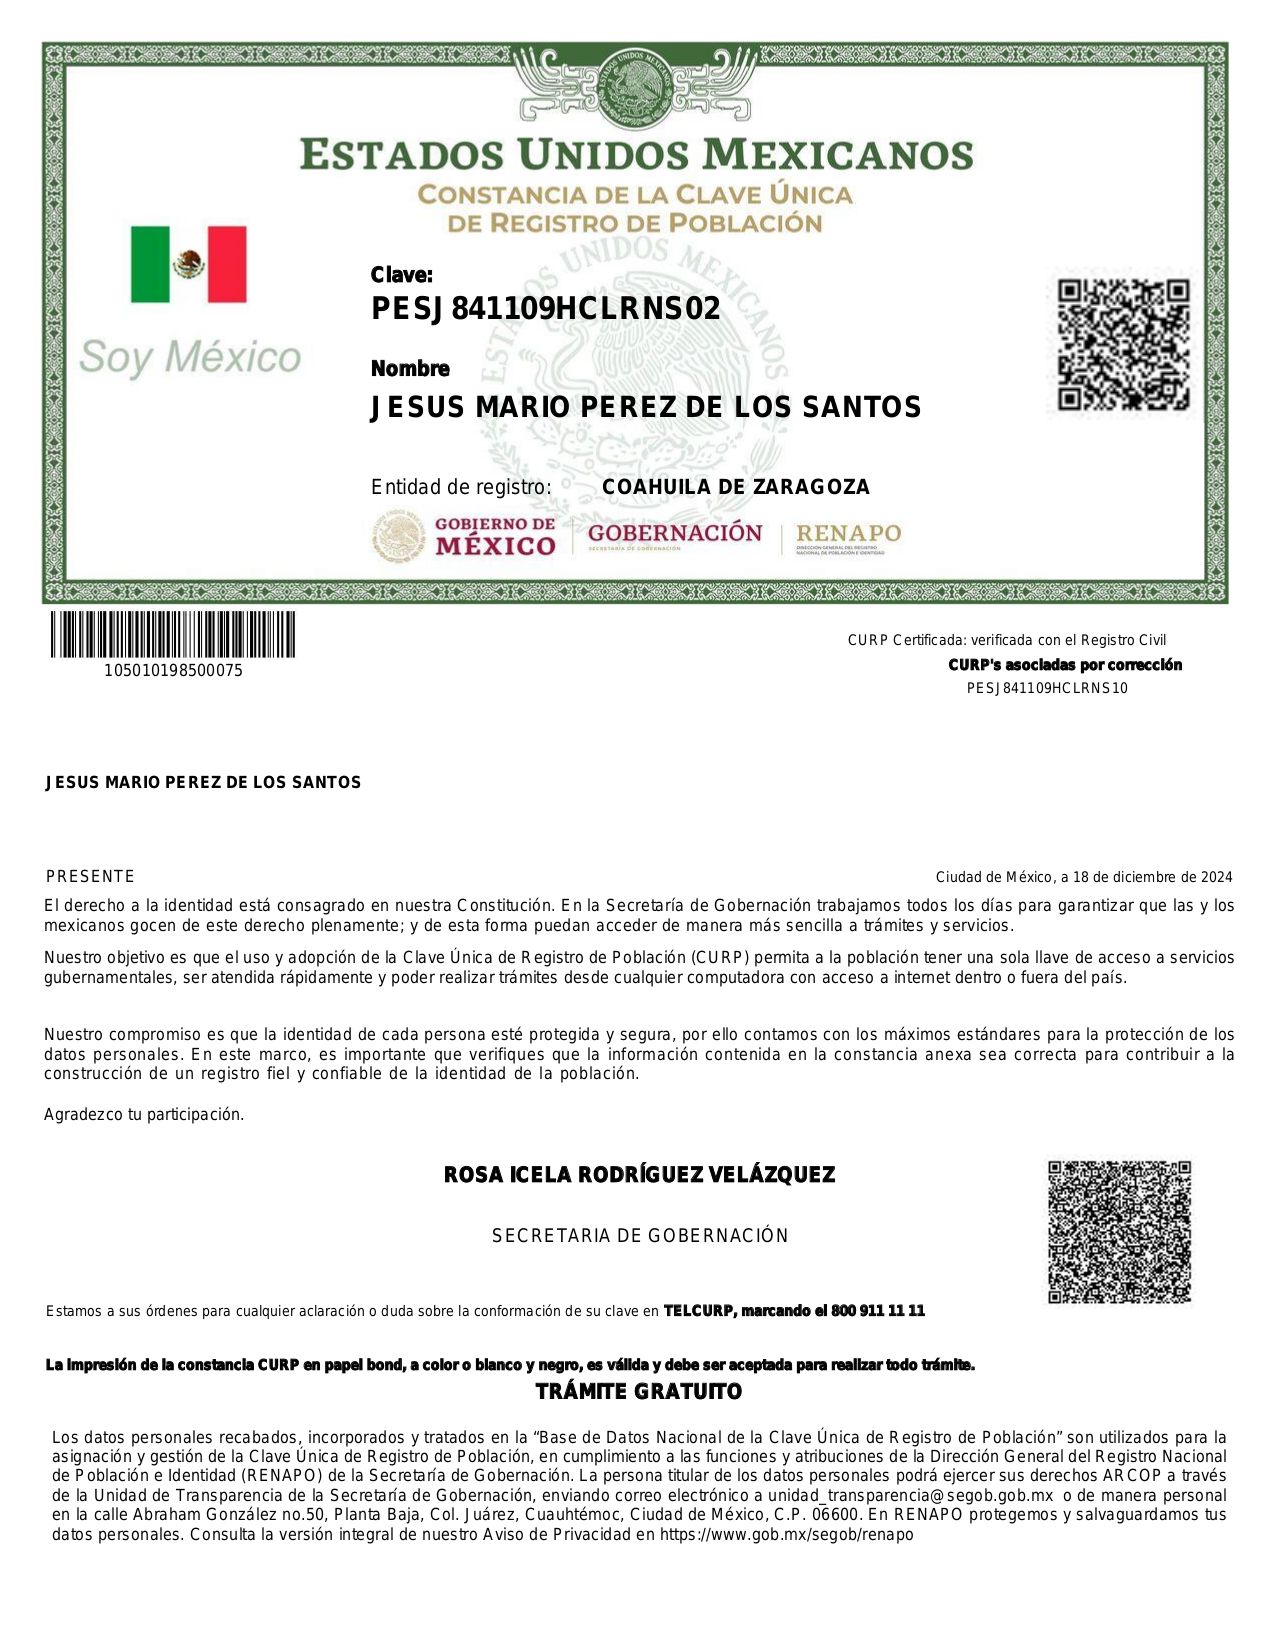 ESTADOS UNIDOS MEXICANOS
ESTADOS UNIDOS MEXICANOS
CONSTANCIA DE LA CLAVE ÚNICA
DE REGISTRO DE POBLACIÓN
ESTADOS UNIDOS MEXICANOS
Soy México
Clave:
PESJ841109HCLRNS02
Nombre
JESUS MARIO PEREZ DE LOS SANTOS
Entidad de registro: COAHUILA DE ZARAGOZA
GOBIERNO DE
MÉXICO
GOBERNACIÓN
SECRETARÍA DE GOBERNACIÓN
RENAPO
DIRECCIÓN GENERAL DEL REGISTRO
NACIONAL DE POBLACIÓN E IDENTIDAD
105010198500075
CURP Certificada: verificada con el Registro Civil
CURP's asociadas por corrección
PESJ841109HCLRNS10
JESUS MARIO PEREZ DE LOS SANTOS
PRESENTE
Ciudad de México, a 18 de diciembre de 2024
El derecho a la identidad está consagrado en nuestra Constitución. En la Secretaría de Gobernación trabajamos todos los días para garantizar que las y los
mexicanos gocen de este derecho plenamente; y de esta forma puedan acceder de manera más sencilla a trámites y servicios.
Nuestro objetivo es que el uso y adopción de la Clave Única de Registro de Población (CURP) permita a la población tener una sola llave de acceso a servicios
gubernamentales, ser atendida rápidamente y poder realizar trámites desde cualquier computadora con acceso a internet dentro o fuera del país.
Nuestro compromiso es que la identidad de cada persona esté protegida y segura, por ello contamos con los máximos estándares para la protección de los
datos personales. En este marco, es importante que verifiques que la información contenida en la constancia anexa sea correcta para contribuir a la
construcción de un registro fiel y confiable de la identidad de la población.
Agradezco tu participación.
ROSA ICELA RODRÍGUEZ VELÁZQUEZ
SECRETARIA DE GOBERNACIÓN
Estamos a sus órdenes para cualquier aclaración o duda sobre la conformación de su clave en TELCURP, marcando el 800 911 11 11
La impresión de la constancia CURP en papel bond, a color o blanco y negro, es válida y debe ser aceptada para realizar todo trámite.
TRÁMITE GRATUITO
Los datos personales recabados, incorporados y tratados en la “Base de Datos Nacional de la Clave Única de Registro de Población” son utilizados para la
asignación y gestión de la Clave Única de Registro de Población, en cumplimiento a las funciones y atribuciones de la Dirección General del Registro Nacional
de Población e Identidad (RENAPO) de la Secretaría de Gobernación. La persona titular de los datos personales podrá ejercer sus derechos ARCOP a través
de la Unidad de Transparencia de la Secretaría de Gobernación, enviando correo electrónico a unidad_transparencia@segob.gob.mx o de manera personal
en la calle Abraham González no.50, Planta Baja, Col. Juárez, Cuauhtémoc, Ciudad de México, C.P. 06600. En RENAPO protegemos y salvaguardamos tus
datos personales. Consulta la versión integral de nuestro Aviso de Privacidad en https://www.gob.mx/segob/renapo